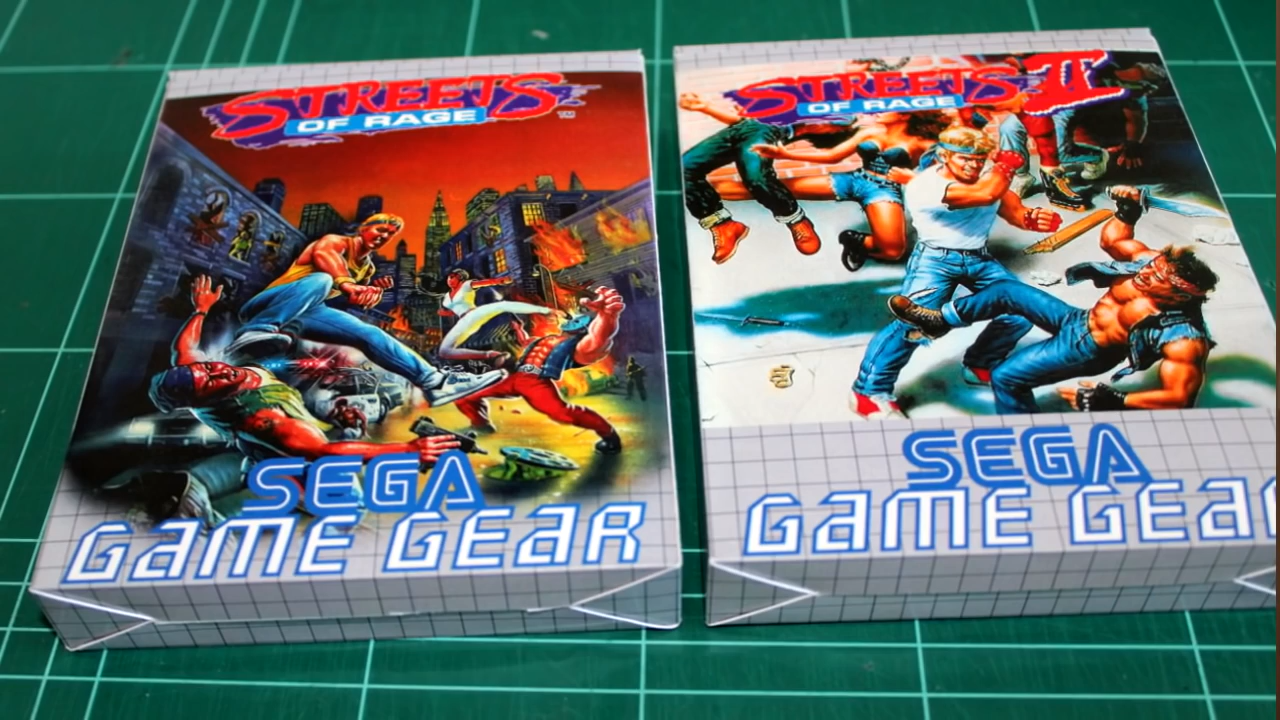 STREETS
OF RAGE
TM
SEGA
GAME GEAR
STREETS II
OF RAGE
SEGA
GAME GEAR